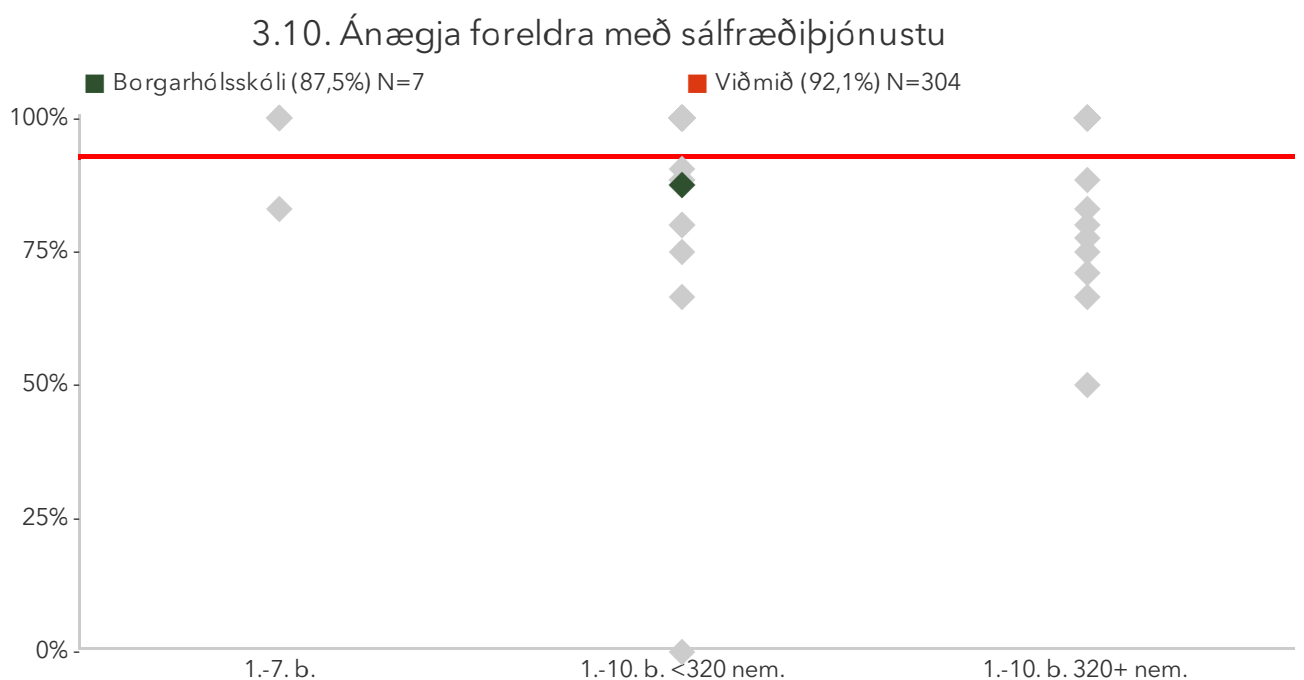 3.10. Ánægja foreldra með sálfræðiþjónustu
Borgarhólsskóli (87,5%) N=7
Viðmið (92,1%) N=304
100%
75%
50%
25%
0%
1.-7. b.
1.-10. b. <320 nem.
1.-10. b. 320+ nem.